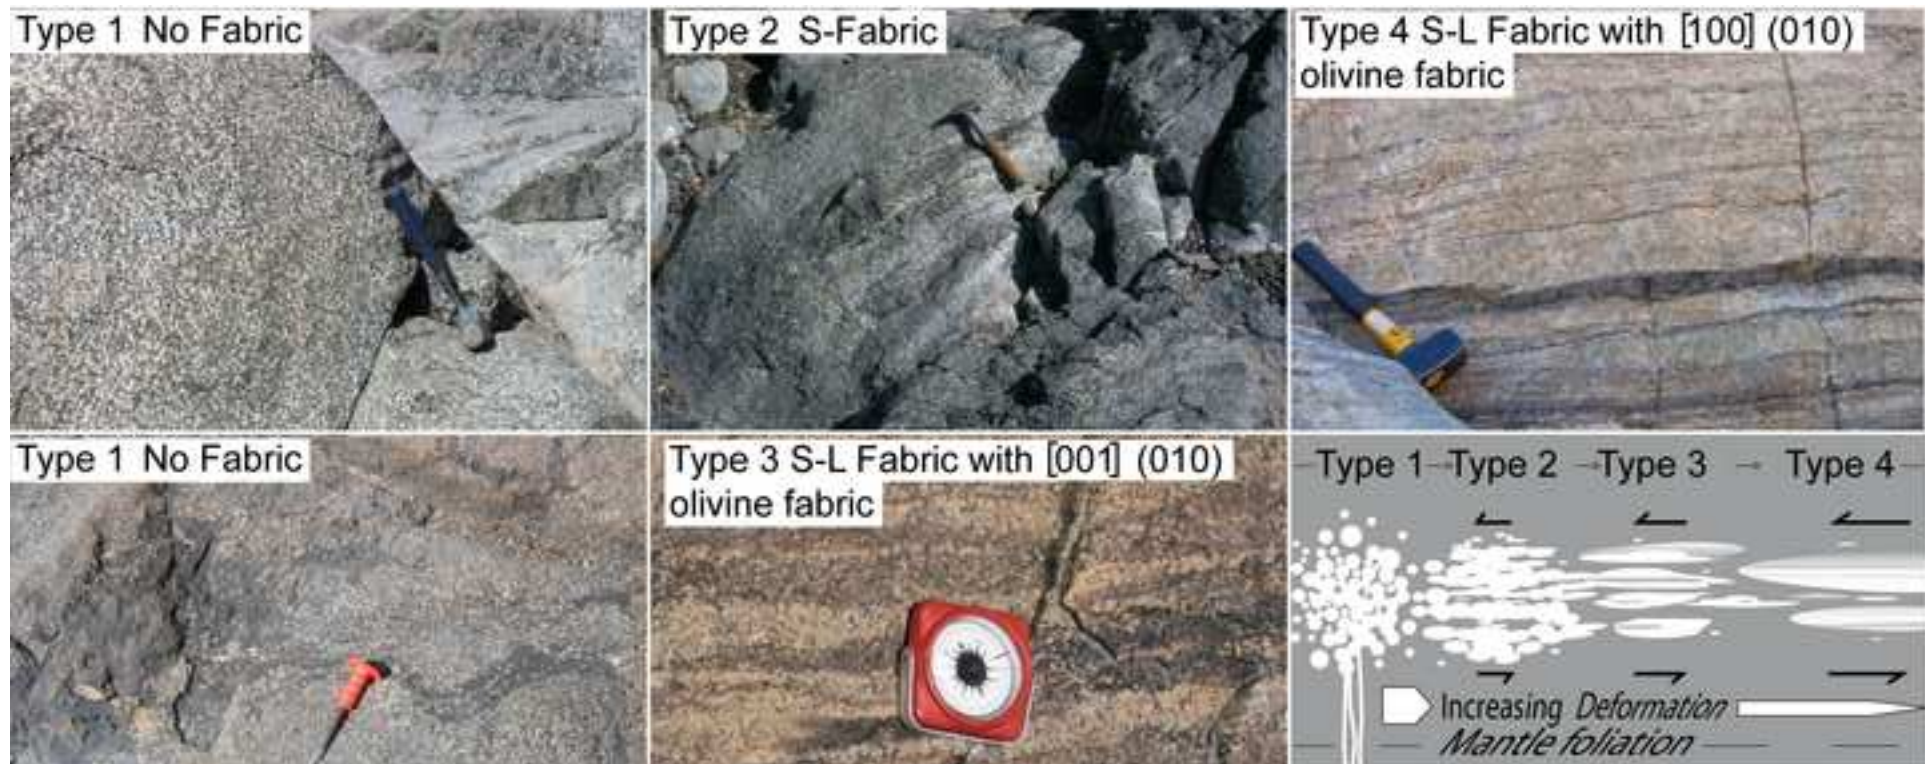 Type 1 No Fabric
Type 2 S-Fabric
Type 4 S-L Fabric with [100] (010)
olivine fabric
Type 1 No Fabric
Type 3 S-L Fabric with [001] (010)
olivine fabric
Type 1 Type 2 Type 3 Type 4
Increasing Deformation
Mantle foliation